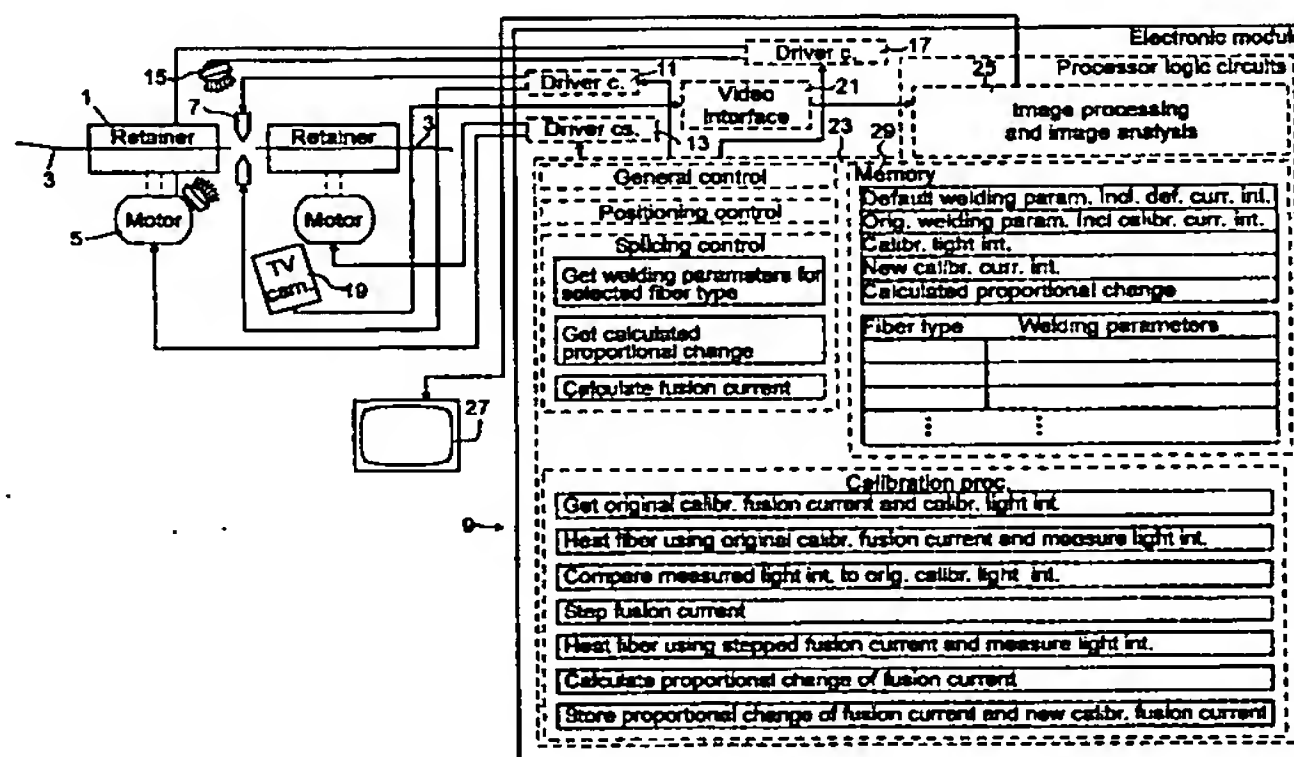 Electronic modul
Driver c.
17
15
11
Driver c.
25
Processor logic circuits
1
7
Video
Interface
21
Image processing
and image analysis
Retainer
Retainer
3
Driver cs.
13
23
29
3
General control
Memory
Default welding param. incl. def. curr. int.
Motor
Motor
Positioning control
Orig. welding param. incl calibr. curr. int.
5
Splicing control
Calibr. light int.
TV
cam.
19
Get welding parameters for
selected fiber type
New calibr. curr. int.
Calculated proportional change
Fiber type
Welding parameters
Get calculated
proportional change
Calculate fusion current
27
Calibration proc.
Get original calibr. fusion current and calibr. light int.
9
Heat fiber using original calibr. fusion current and measure light int.
Compare measured light int. to orig. calibr. light int.
Step fusion current
Heat fiber using stepped fusion current and measure light int.
Calculate proportional change of fusion current
Store proportional change of fusion current and new calibr. fusion current